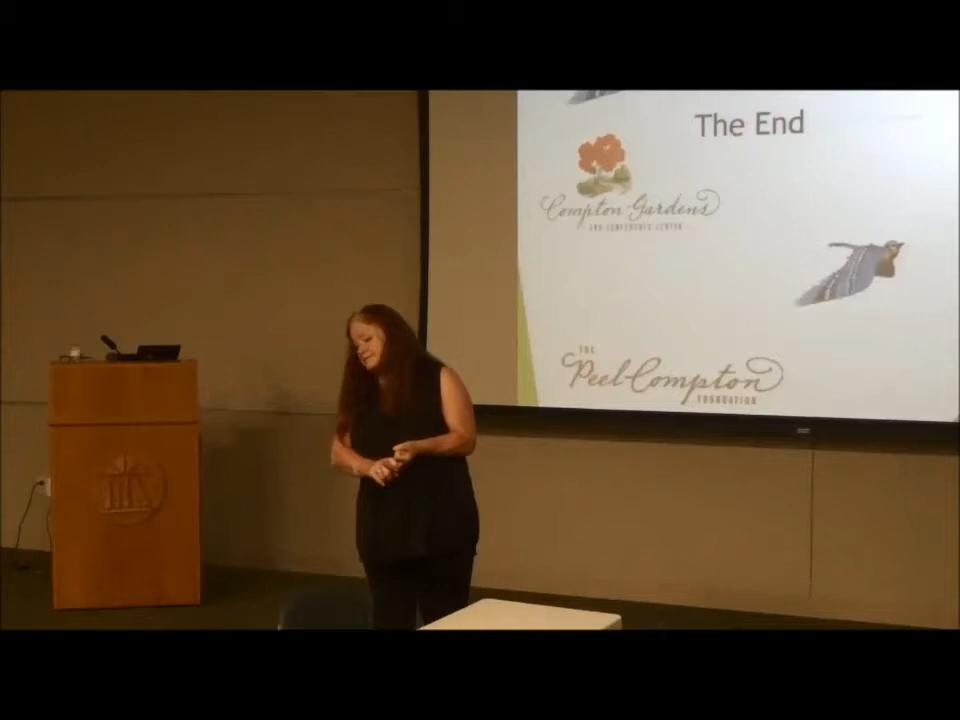 The End
Compton Gardens
AND CONFERENCE CENTER
THE
Peel-Compton
FOUNDATION